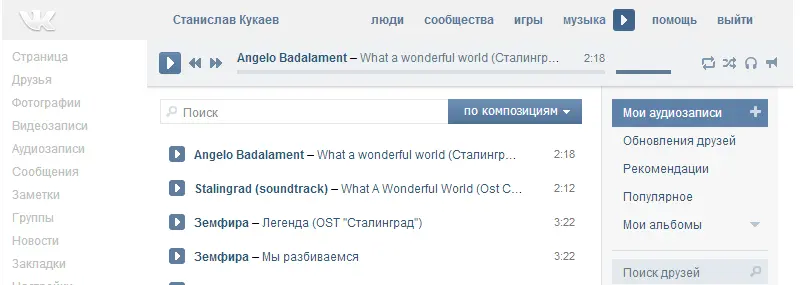 Станислав Кукаев люди сообщества игры музыка помощь выйти
Angelo Badalament – What a wonderful world (Сталингр… 2:18
Страница
Друзья
Фотографии
Видеозаписи
Аудиозаписи
Сообщения
Заметки
Группы
Новости
Закладки
Настройки
Поиск по композициям
Angelo Badalament – What a wonderful world (Сталингр… 2:18
Stalingrad (soundtrack) – What A Wonderful World (Ost C… 2:12
Земфира – Легенда (OST "Сталинград") 3:22
Земфира – Мы разбиваемся 3:22
Мои аудиозаписи
Обновления друзей
Рекомендации
Популярное
Мои альбомы
Поиск друзей